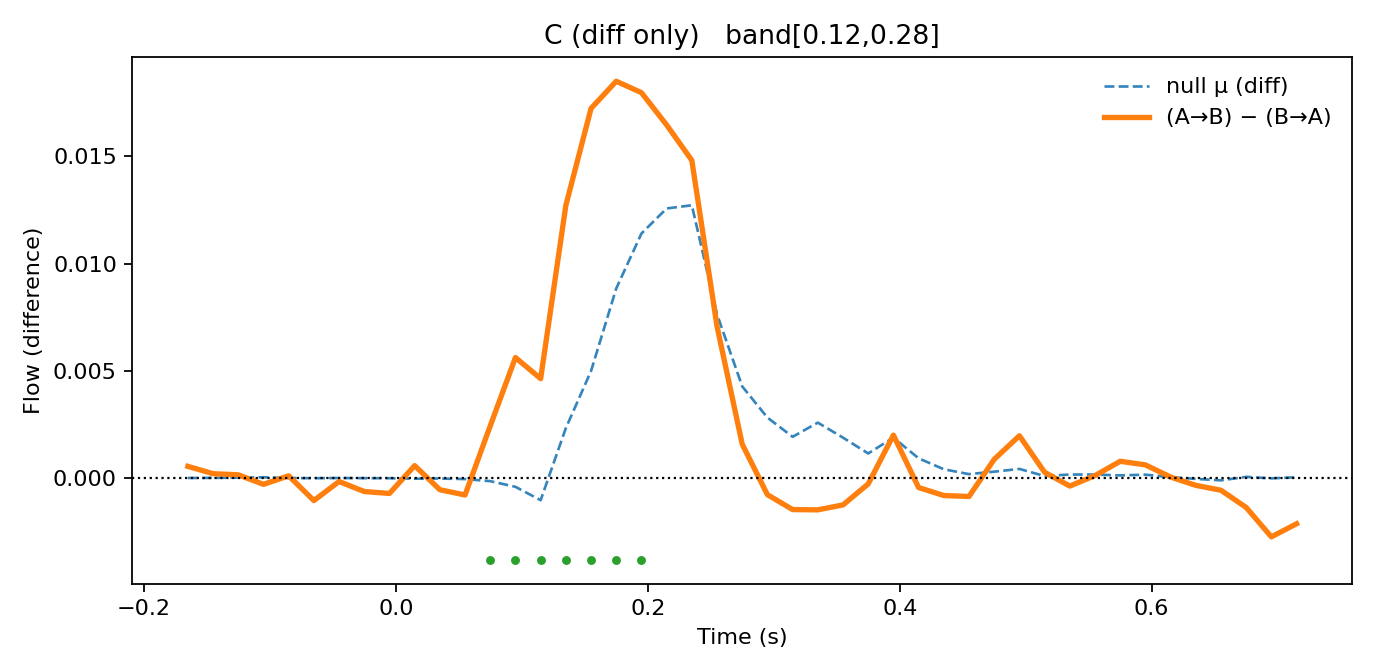 C (diff only) band[0.12,0.28]
null μ (diff)
(A→B) − (B→A)
Flow (difference)
0.015
0.010
0.005
0.000
−0.2 0.0 0.2 0.4 0.6
Time (s)